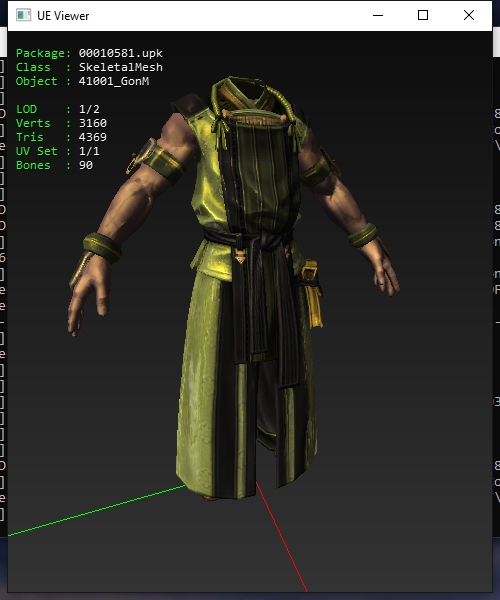 UE Viewer
Package: 00010581.upk
Class : SkeletalMesh
Object : 41001_GonM
LOD : 1/2
Verts : 3160
Tris : 4369
UV Set : 1/1
Bones : 90